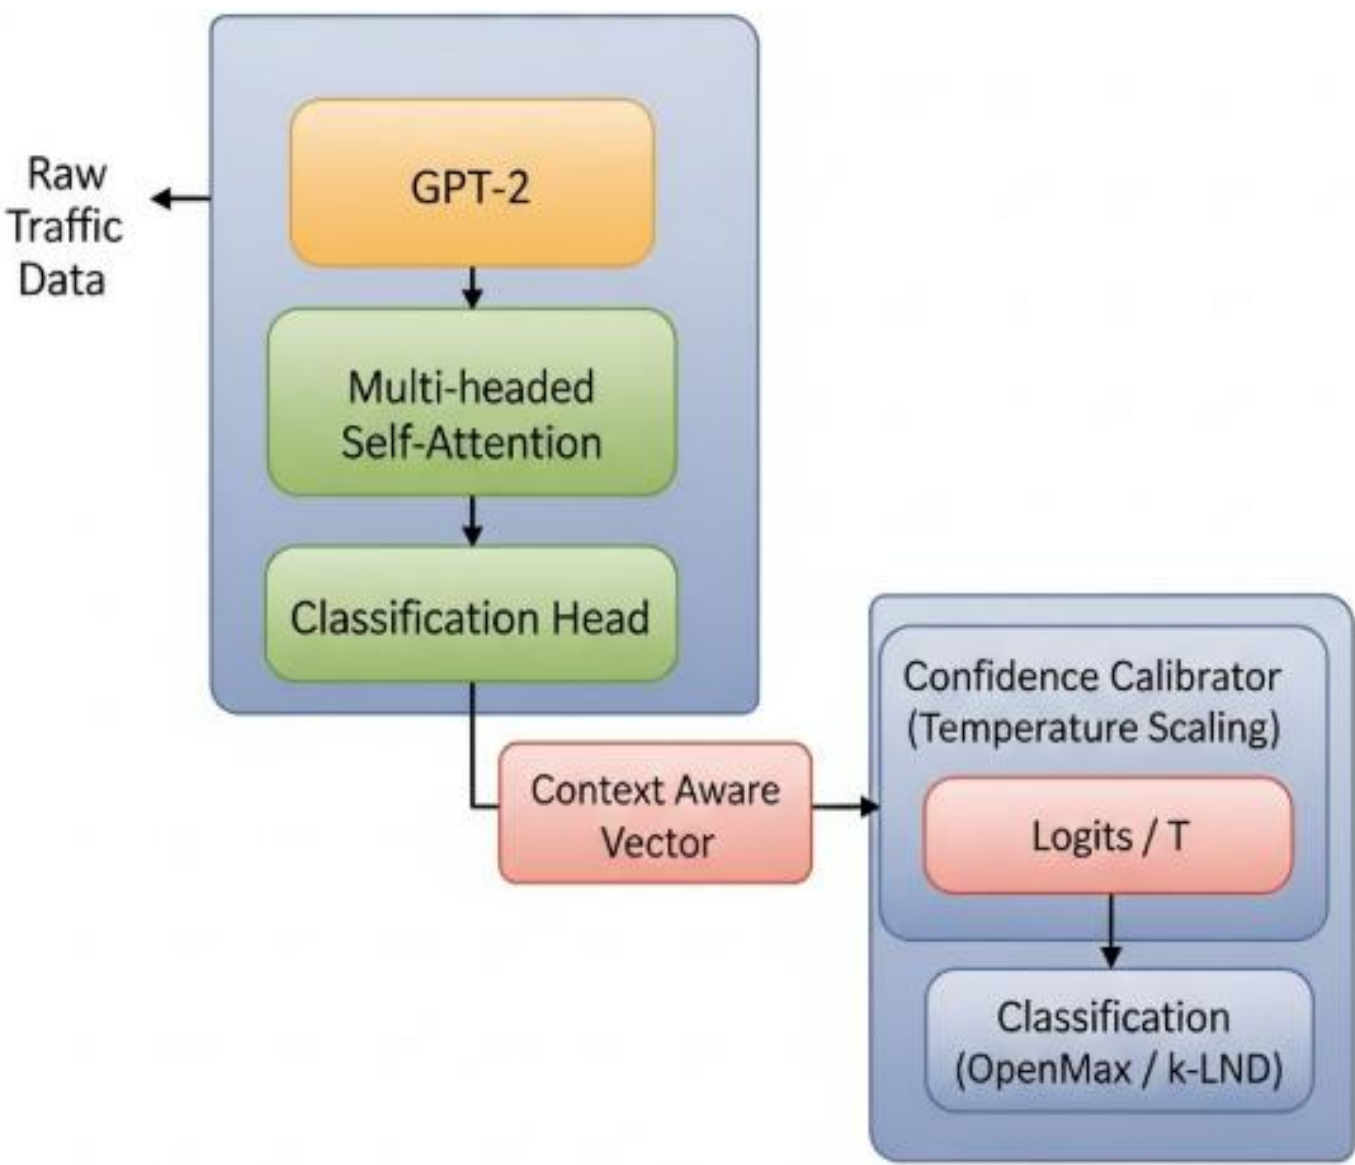 Raw
Traffic
Data
GPT-2
Multi-headed
Self-Attention
Classification Head
Context Aware
Vector
Confidence Calibrator
(Temperature Scaling)
Logits / T
Classification
(OpenMax / k-LND)